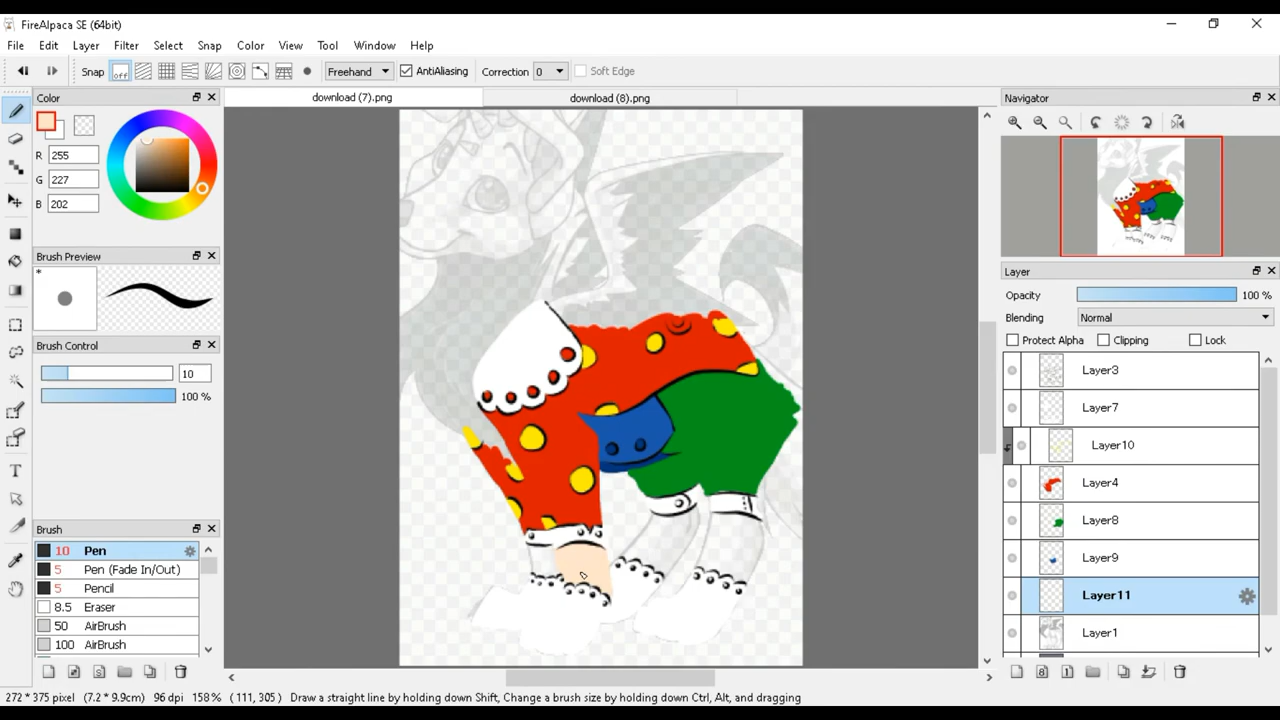 FireAlpaca SE (64bit)
File Edit Layer Filter Select Snap Color View Tool Window Help
Snap off Freehand AntiAliasing Correction 0 Soft Edge
Color
R 255
G 227
B 202
Brush Preview
*
Brush Control
10
100 %
Brush
10 Pen
5 Pen (Fade In/Out)
5 Pencil
8.5 Eraser
50 AirBrush
100 AirBrush
download (7).png download (8).png
Navigator
Layer
Opacity 100 %
Blending Normal
Protect Alpha Clipping Lock
Layer3
Layer7
Layer10
Layer4
Layer8
Layer9
Layer11
Layer1
272 * 375 pixel (7.2 * 9.9cm) 96 dpi 158 % (111, 305) Draw a straight line by holding down Shift, Change a brush size by holding down Ctrl, Alt, and dragging